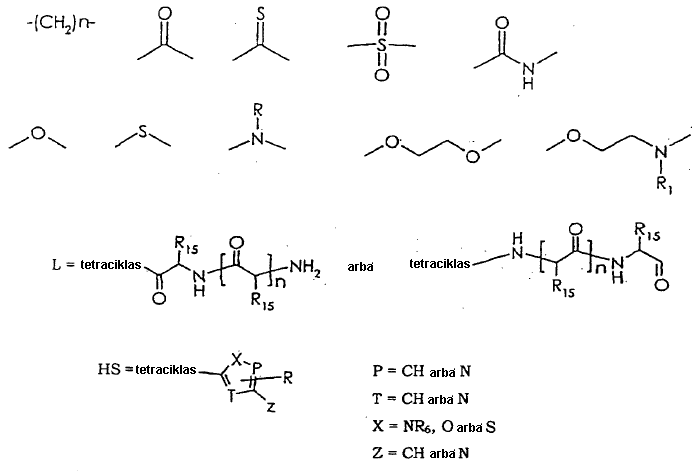 -(CH₂)n-
O
S
O
S
O
O
N
H
O
S
R
N
O
O
O
N
R₁
L = tetraciklas
R₁₅
O
N
H
O
R₁₅
n
NH₂
arba
tetraciklas
H
N
O
R₁₅
n
N
H
R₁₅
O
HS = tetraciklas
X
P
T
R
Z
P = CH arba N
T = CH arba N
X = NR₆, O arba S
Z = CH arba N